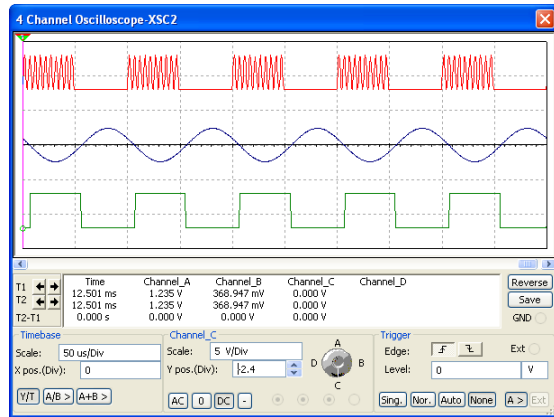 4 Channel Oscilloscope-XSC2
Time Channel_A Channel_B Channel_C Channel_D
T1 12.501 ms 1.235 V 368.947 mV 0.000 V
T2 12.501 ms 1.235 V 368.947 mV 0.000 V
T2-T1 0.000 s 0.000 V 0.000 V 0.000 V
Reverse
Save
GND
Timebase
Scale: 50 us/Div
X pos.(Div): 0
Y/T A/B > A+B >
Channel_C
Scale: 5 V/Div
Y pos.(Div): -2.4
AC 0 DC -
A
D B
C
Trigger
Edge: Ext
Level: 0 V
Sing. Nor. Auto None A > Ext